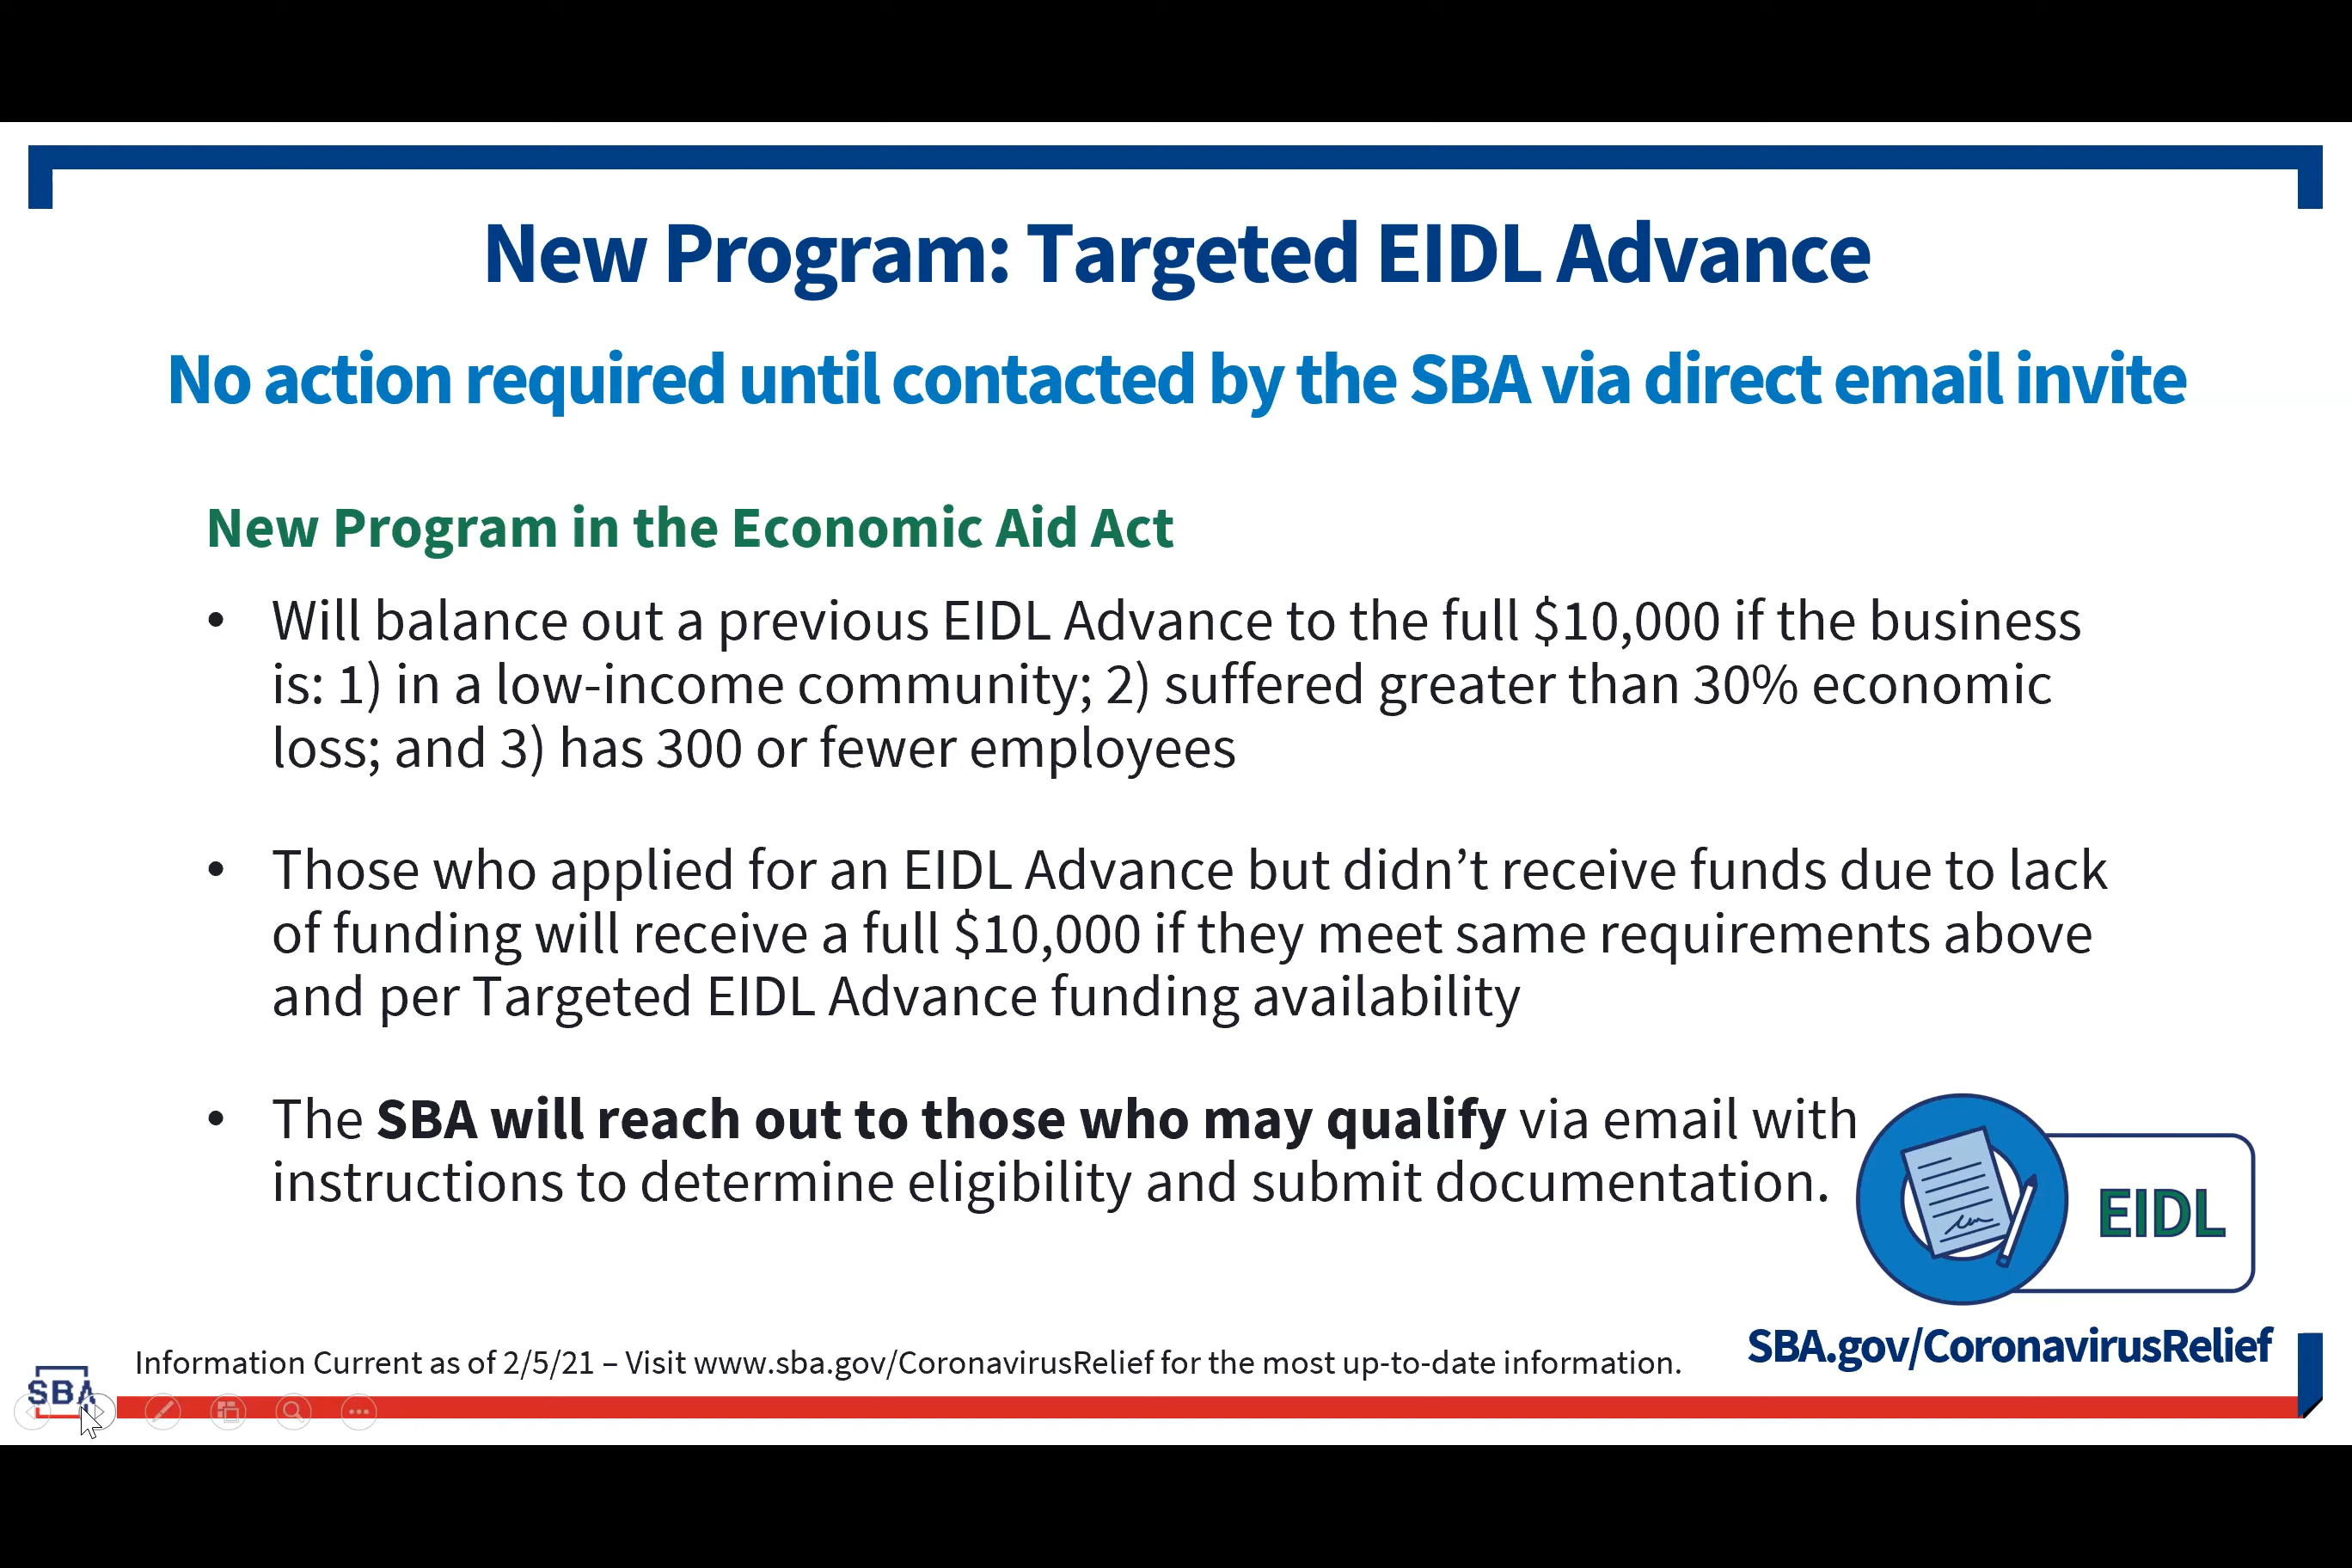 New Program: Targeted EIDL Advance
No action required until contacted by the SBA via direct email invite
New Program in the Economic Aid Act
• Will balance out a previous EIDL Advance to the full $10,000 if the business
is: 1) in a low-income community; 2) suffered greater than 30% economic
loss; and 3) has 300 or fewer employees
• Those who applied for an EIDL Advance but didn’t receive funds due to lack
of funding will receive a full $10,000 if they meet same requirements above
and per Targeted EIDL Advance funding availability
• The SBA will reach out to those who may qualify via email with
instructions to determine eligibility and submit documentation.
EIDL
SBA.gov/CoronavirusRelief
Information Current as of 2/5/21 – Visit www.sba.gov/CoronavirusRelief for the most up-to-date information.
SBA